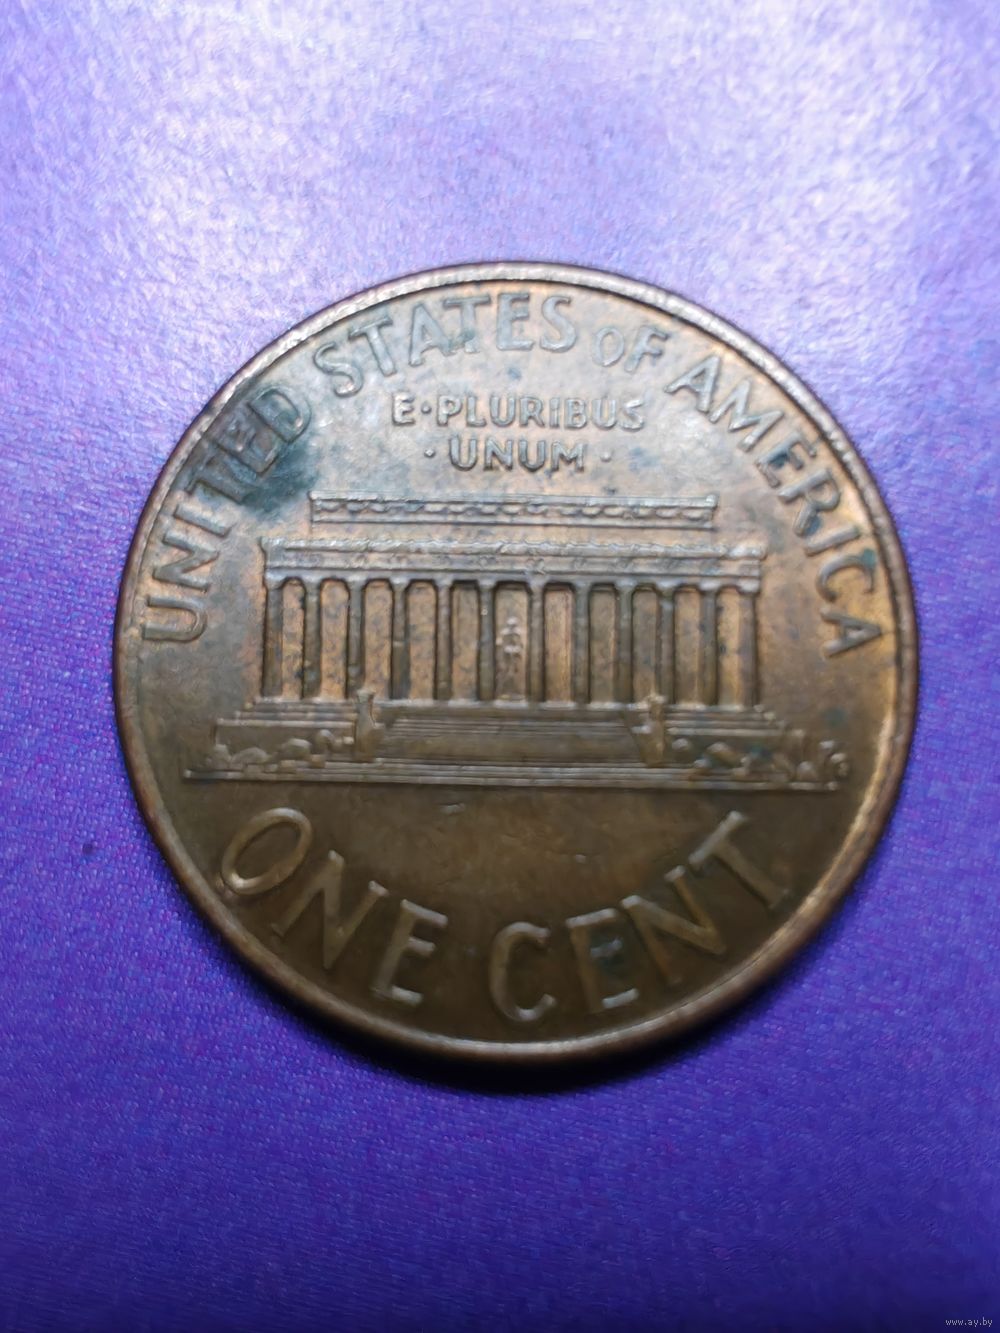 UNITED STATES OF AMERICA
E·PLURIBUS
·UNUM·
ONE CENT
www.ay.by